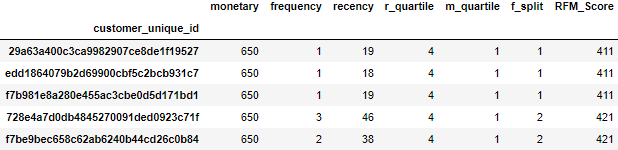 monetary frequency recency r_quartile m_quartile f_split RFM_Score
customer_unique_id
29a63a400c3ca9982907ce8de1f19527 650 1 19 4 1 1 411
edd1864079b2d69900cbf5c2bcb931c7 650 1 18 4 1 1 411
f7b981e8a280e455ac3cbe0d5d171bd1 650 1 19 4 1 1 411
728e4a7d0db4845270091ded0923c71f 650 3 46 4 1 2 421
f7be9bec658c62ab6240b44cd26c0b84 650 2 38 4 1 2 421